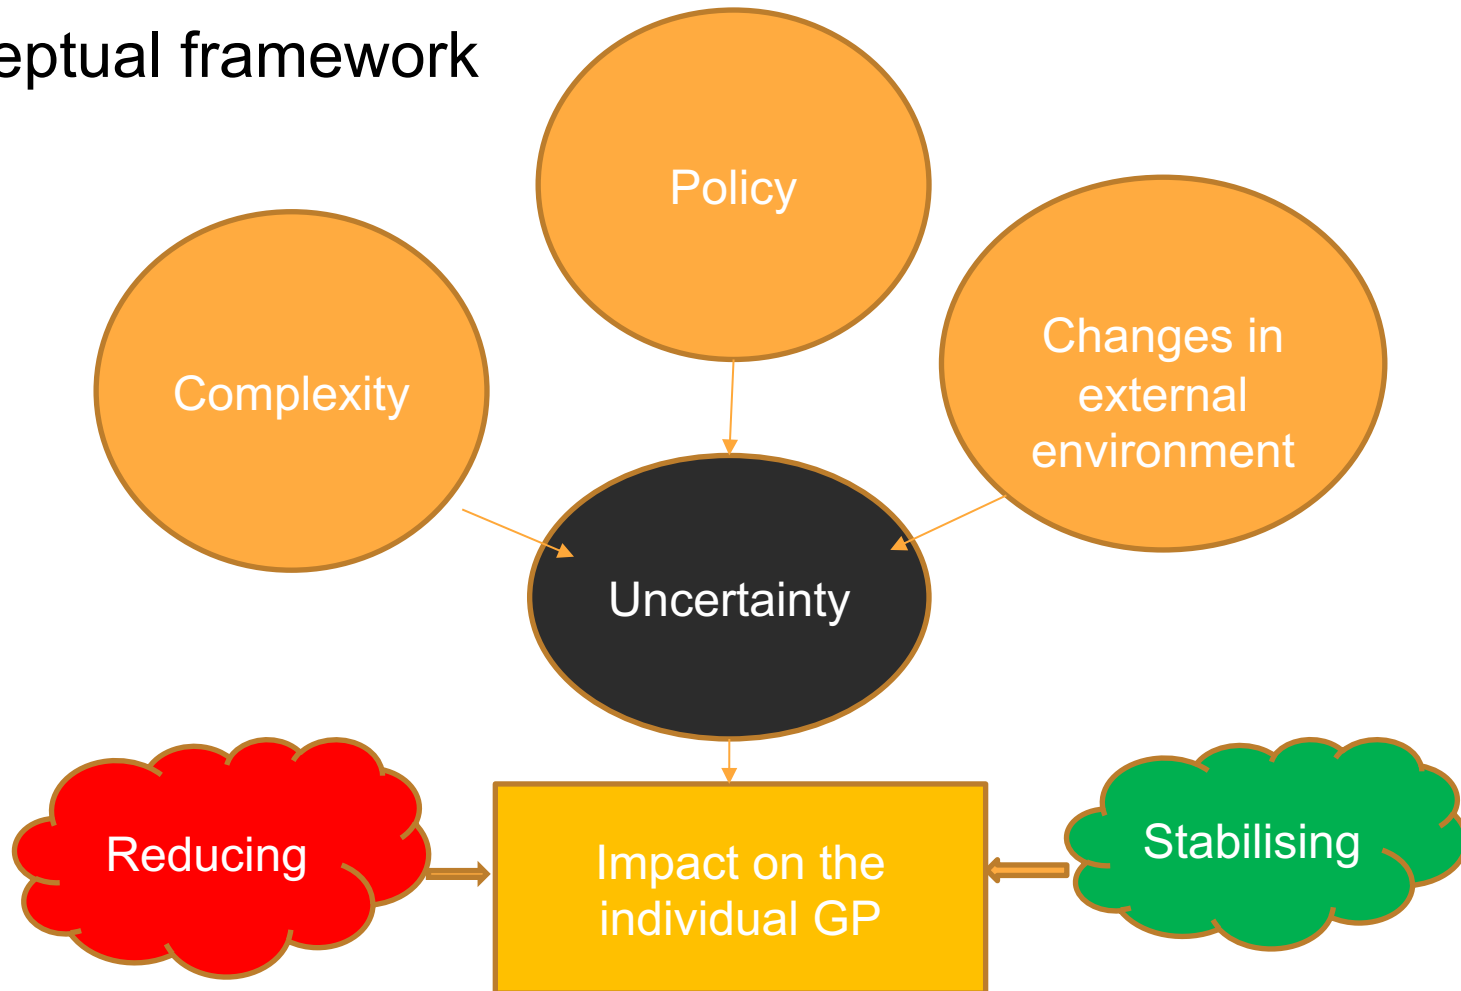 eptual framework
Policy
Complexity
Changes in
external
environment
Uncertainty
Reducing
Stabilising
Impact on the
individual GP